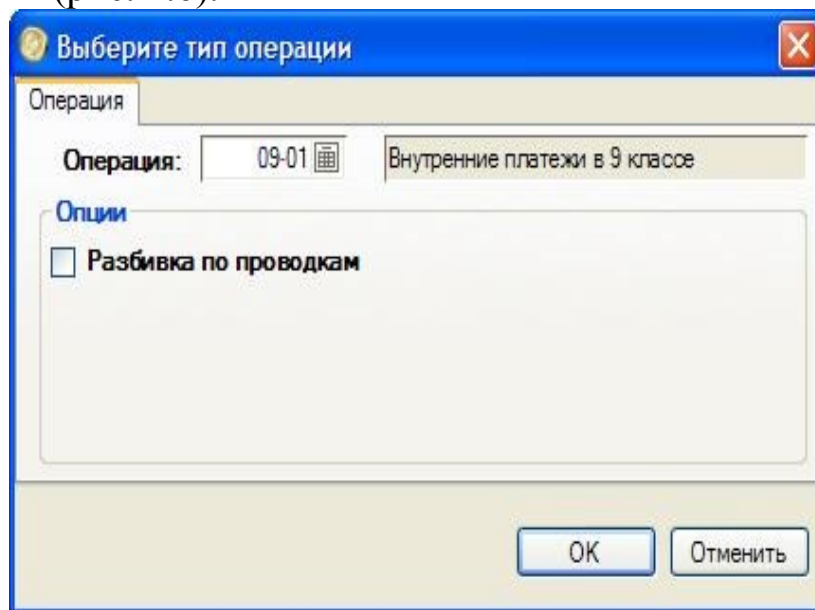 Выберите тип операции
Операция
Операция: 09-01 Внутренние платежи в 9 классе
Опции
Разбивка по проводкам
OK Отменить